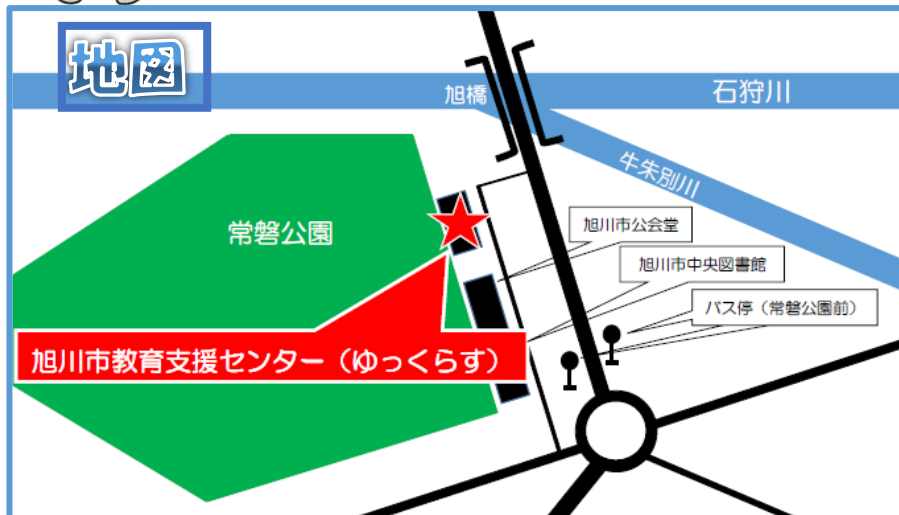 地図
旭橋
石狩川
牛朱別川
常磐公園
旭川市公会堂
旭川市中央図書館
バス停（常磐公園前）
旭川市教育支援センター（ゆっくらす）